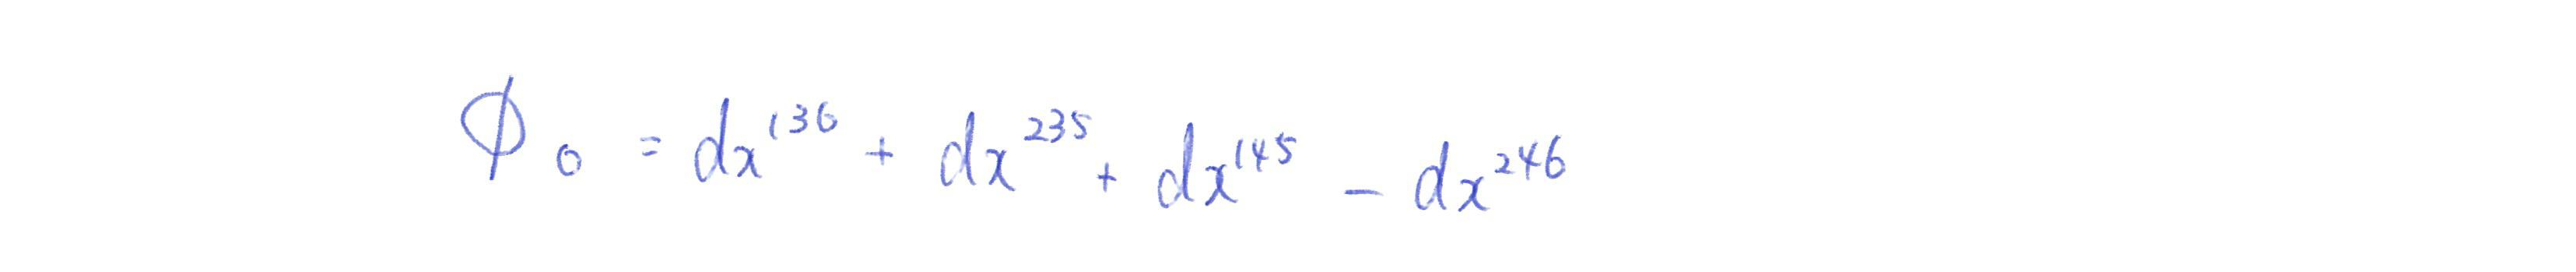 ϕ₀ = dx¹³⁶ + dx²³⁵ + dx¹⁴⁵ − dx²⁴⁶